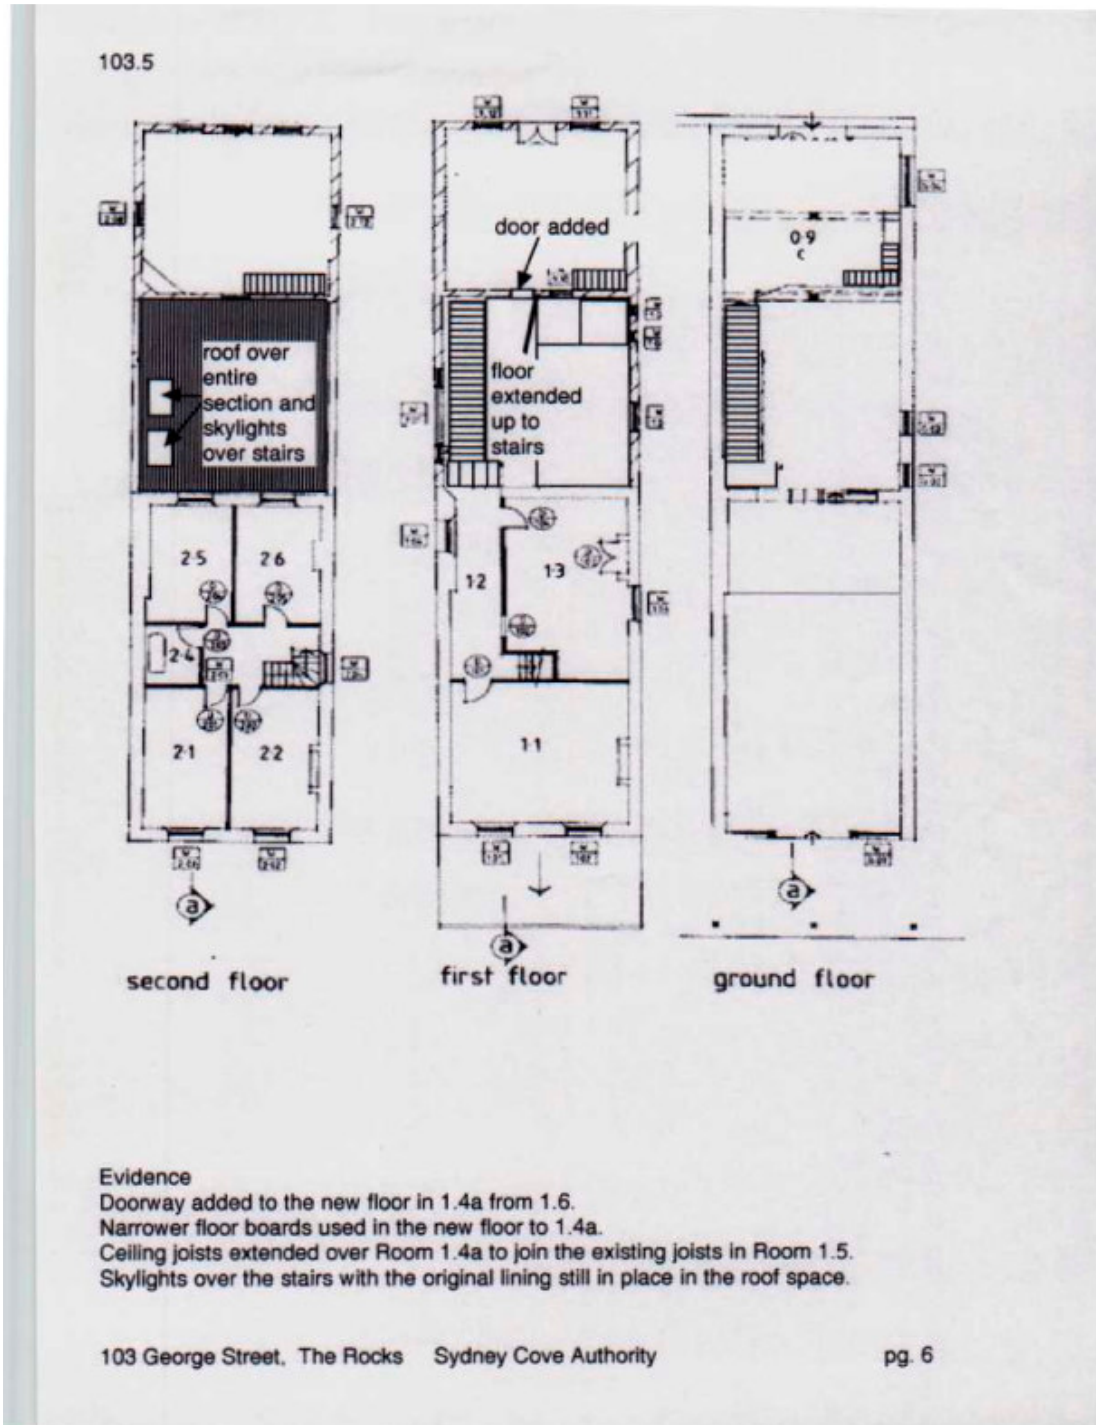 103.5
door added
0·9
c
roof over
entire
section and
skylights
over stairs
floor
extended
up to
stairs
2·5
2·6
1·2
1·3
2·4
2·1
2·2
1·1
a
a
a
second floor
first floor
ground floor
Evidence
Doorway added to the new floor in 1.4a from 1.6.
Narrower floor boards used in the new floor to 1.4a.
Ceiling joists extended over Room 1.4a to join the existing joists in Room 1.5.
Skylights over the stairs with the original lining still in place in the roof space.
103 George Street, The Rocks Sydney Cove Authority pg. 6